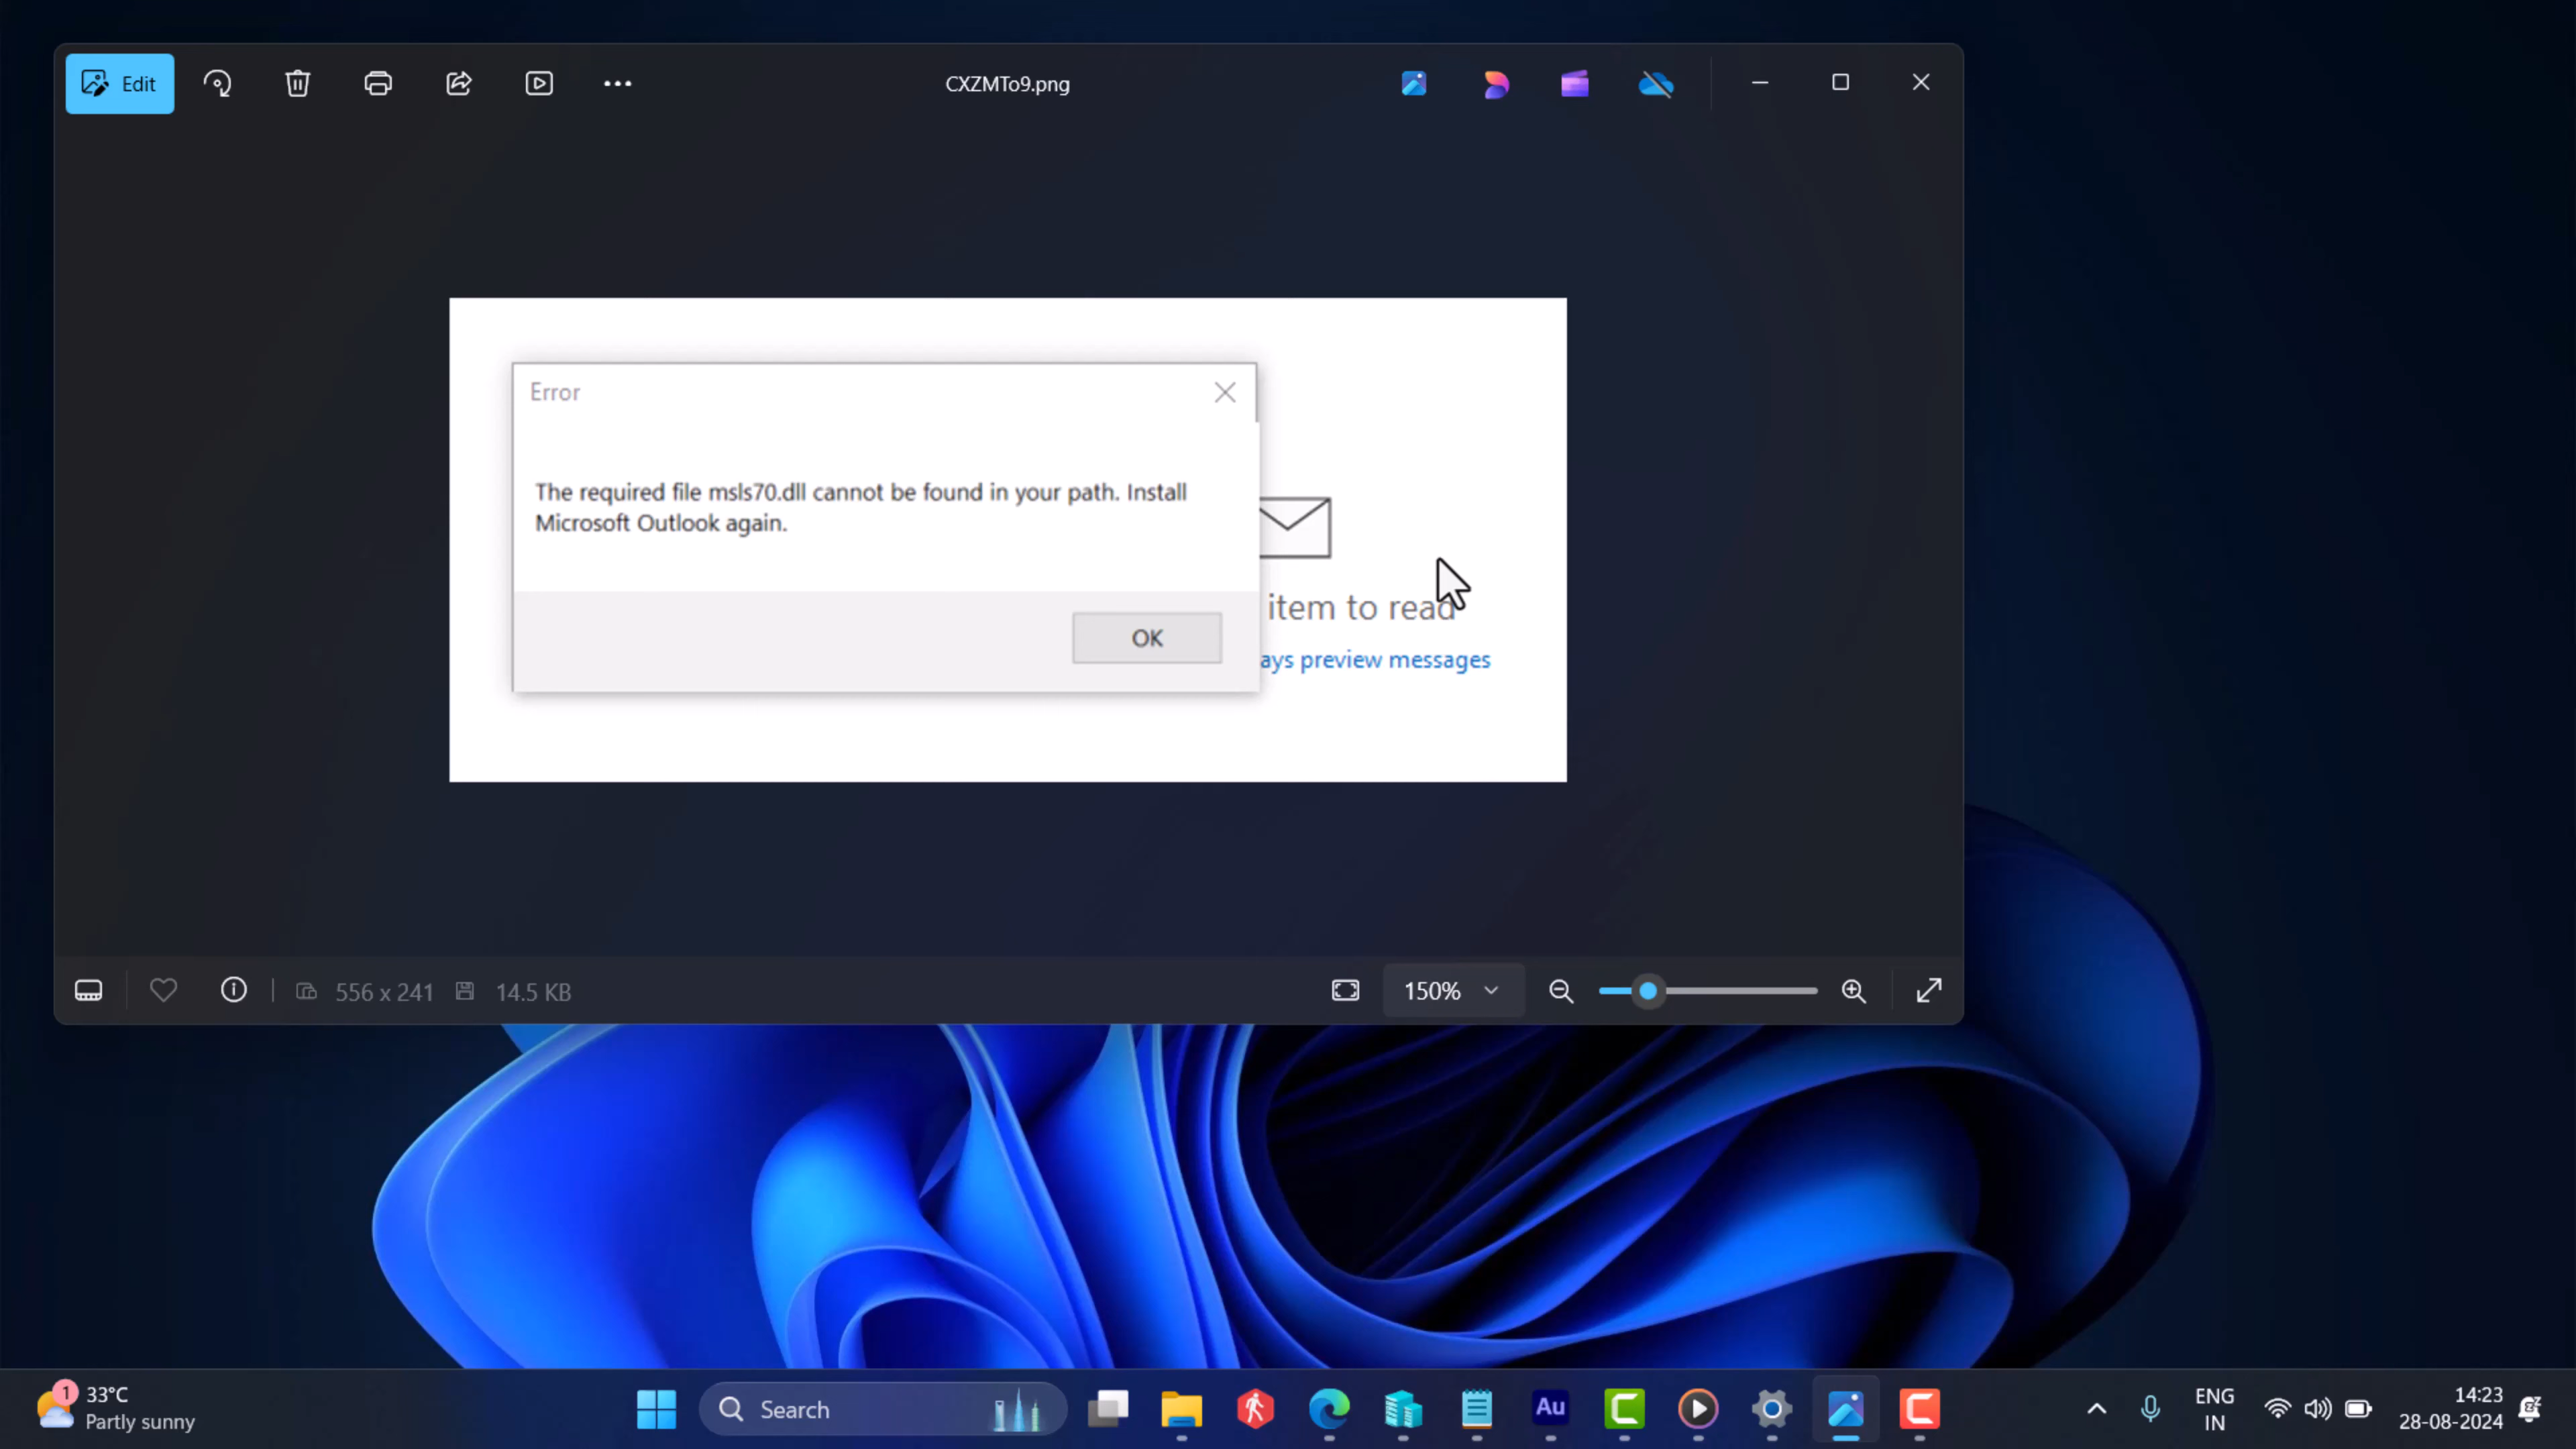 Edit
CXZMTo9.png
Error
The required file msls70.dll cannot be found in your path. Install
Microsoft Outlook again.
OK
item to read
ays preview messages
556 x 241
14.5 KB
150%
1
33°C
Partly sunny
Search
Au
ENG
IN
14:23
28-08-2024